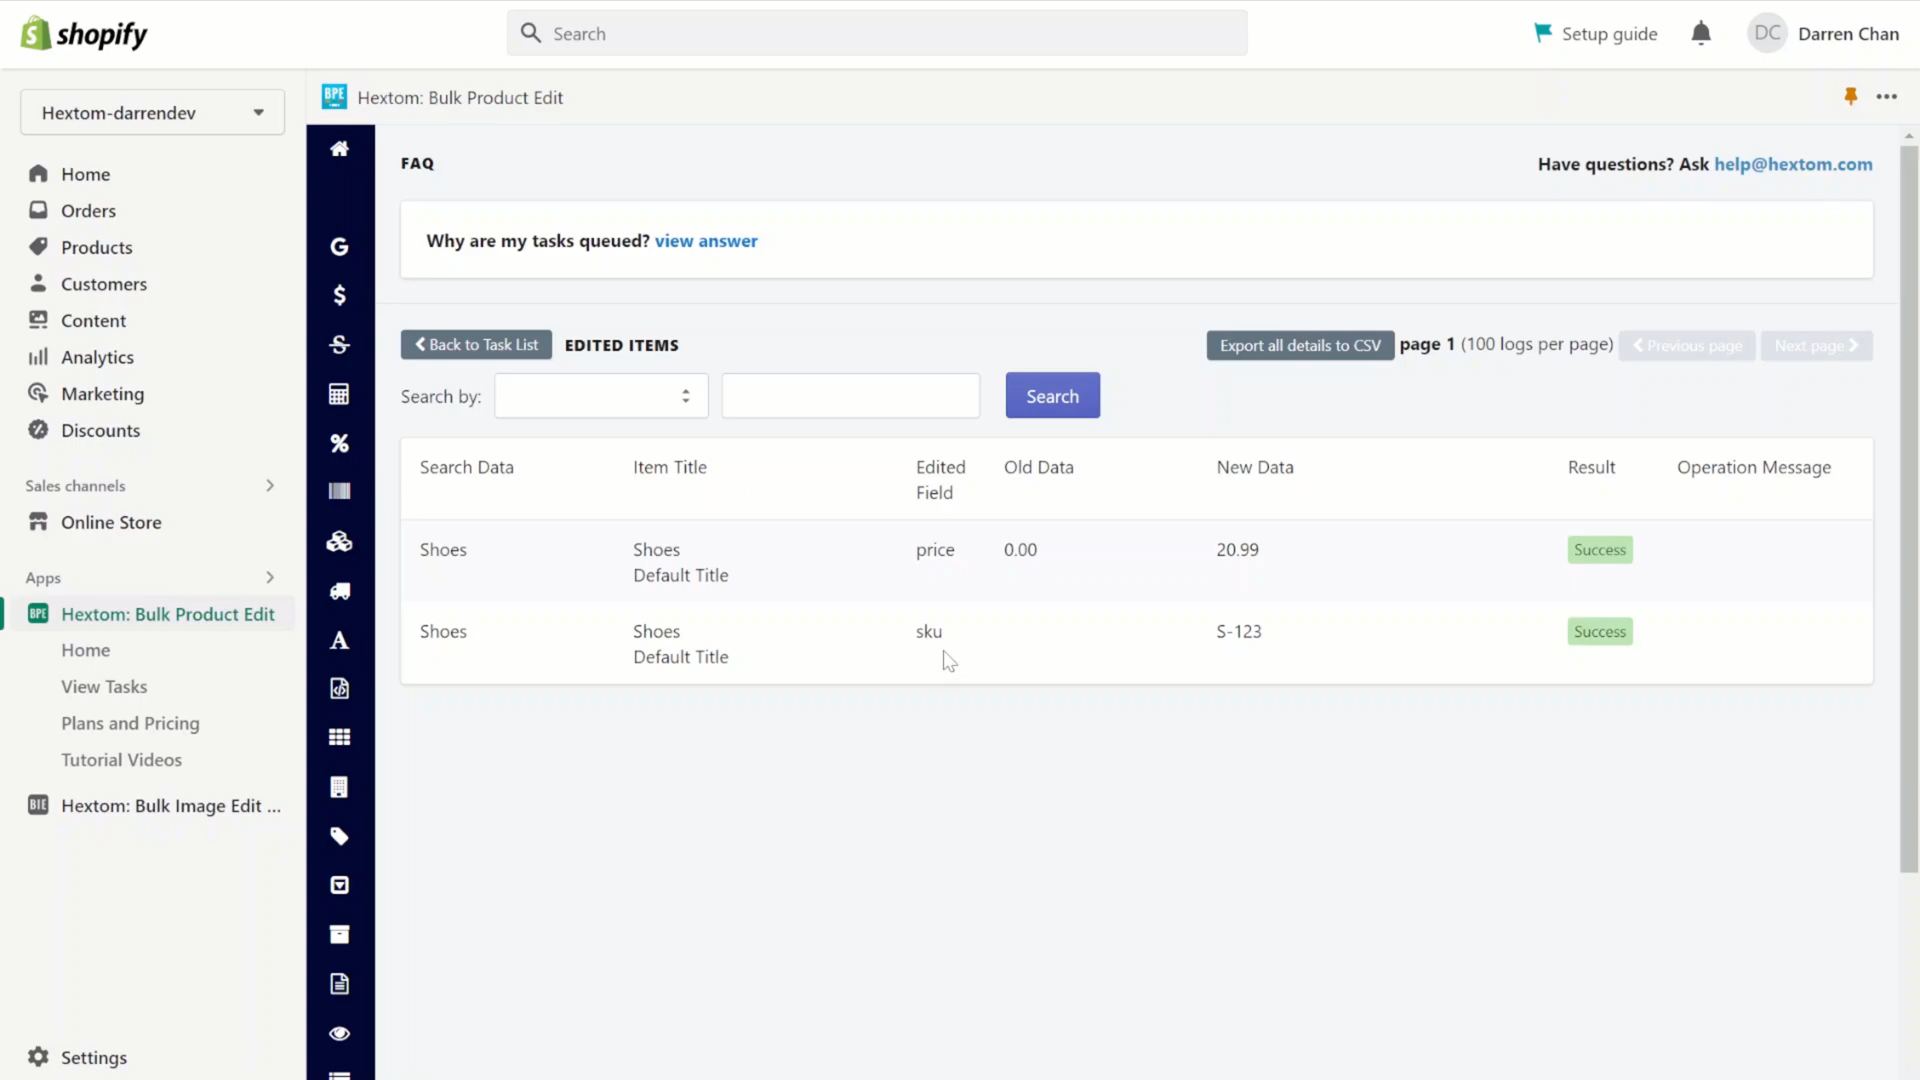 shopify
Search
Setup guide
DC
Darren Chan
Hextom-darrendev
Home
Orders
Products
Customers
Content
Analytics
Marketing
Discounts
Sales channels
Online Store
Apps
BPE
Hextom: Bulk Product Edit
Home
View Tasks
Plans and Pricing
Tutorial Videos
BIE
Hextom: Bulk Image Edit ...
Settings
BPE
Hextom: Bulk Product Edit
FAQ
Have questions? Ask help@hextom.com
Why are my tasks queued? view answer
Back to Task List
EDITED ITEMS
Export all details to CSV
page 1 (100 logs per page)
Previous page
Next page
Search by:
Search
Search Data
Item Title
Edited
Field
Old Data
New Data
Result
Operation Message
Shoes
Shoes
Default Title
price
0.00
20.99
Success
Shoes
Shoes
Default Title
sku
S-123
Success